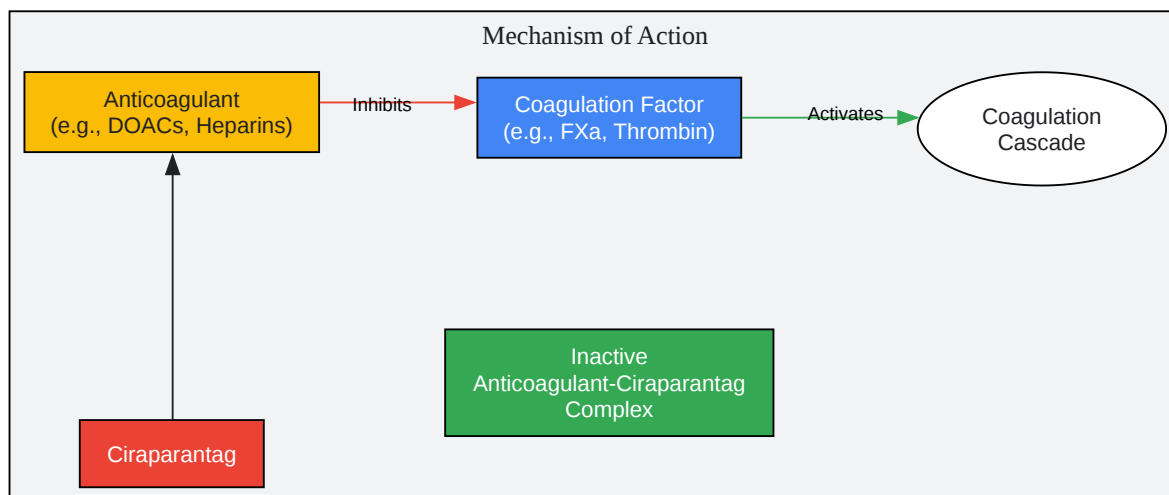 Mechanism of Action
Anticoagulant
(e.g., DOACs, Heparins)
Inhibits
Coagulation Factor
(e.g., FXa, Thrombin)
Activates
Coagulation
Cascade
Inactive
Anticoagulant-Ciraparantag
Complex
Ciraparantag